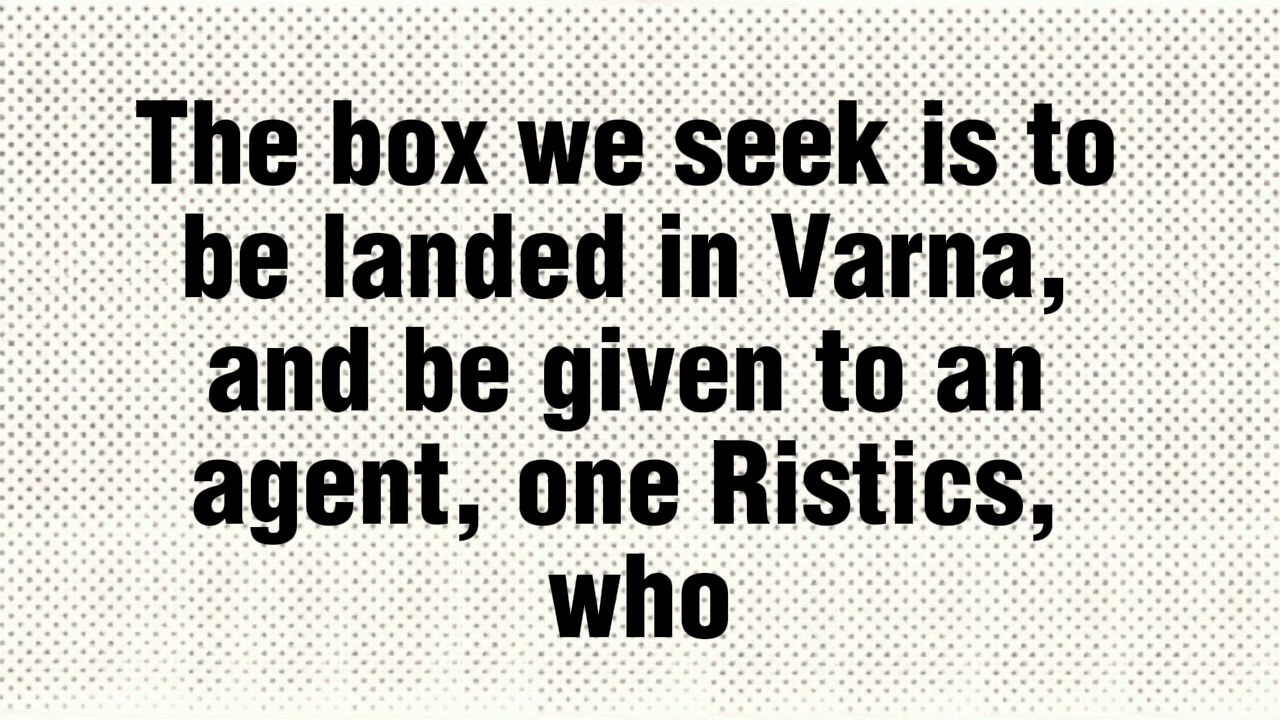 The box we seek is to
be landed in Varna,
and be given to an
agent, one Ristics,
who